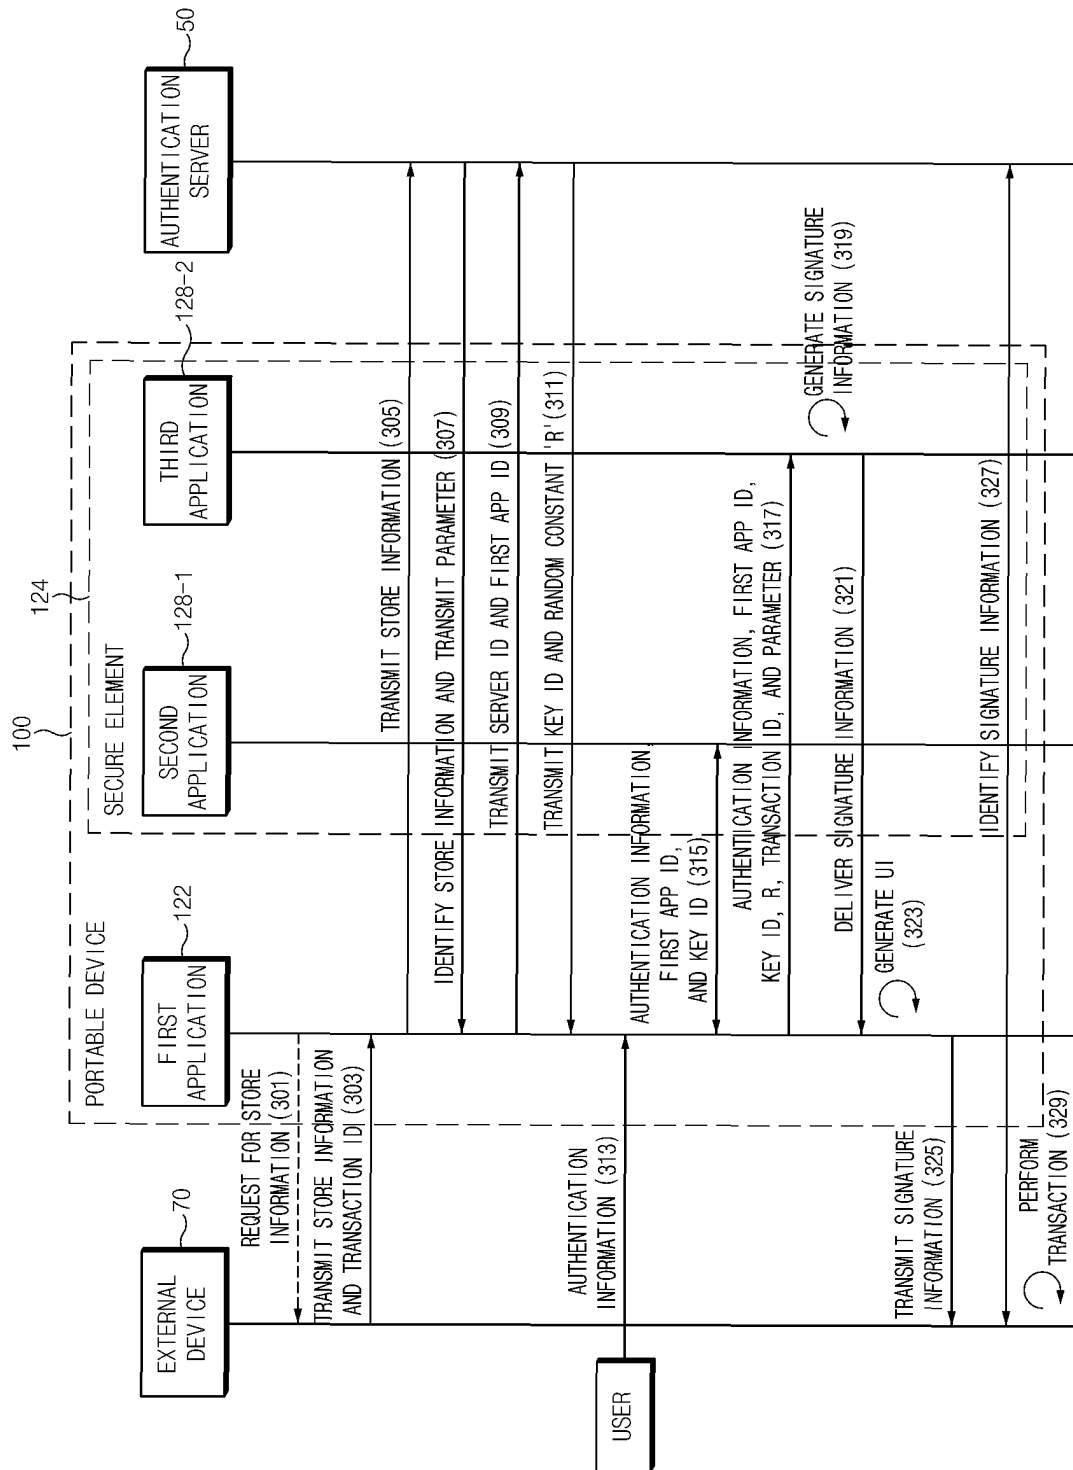 100
124
PORTABLE DEVICE
SECURE ELEMENT
70
EXTERNAL
DEVICE
122
FIRST
APPLICATION
128-1
SECOND
APPLICATION
128-2
THIRD
APPLICATION
50
AUTHENTICATION
SERVER
REQUEST FOR STORE
INFORMATION (301)
TRANSMIT STORE INFORMATION
AND TRANSACTION ID (303)
TRANSMIT STORE INFORMATION (305)
IDENTIFY STORE INFORMATION AND TRANSMIT PARAMETER (307)
TRANSMIT SERVER ID AND FIRST APP ID (309)
TRANSMIT KEY ID AND RANDOM CONSTANT 'R' (311)
USER
AUTHENTICATION
INFORMATION (313)
AUTHENTICATION INFORMATION,
FIRST APP ID,
AND KEY ID (315)
AUTHENTICATION INFORMATION, FIRST APP ID,
KEY ID, R, TRANSACTION ID, AND PARAMETER (317)
GENERATE SIGNATURE
INFORMATION (319)
DELIVER SIGNATURE INFORMATION (321)
GENERATE UI
(323)
TRANSMIT SIGNATURE
INFORMATION (325)
IDENTIFY SIGNATURE INFORMATION (327)
PERFORM
TRANSACTION (329)